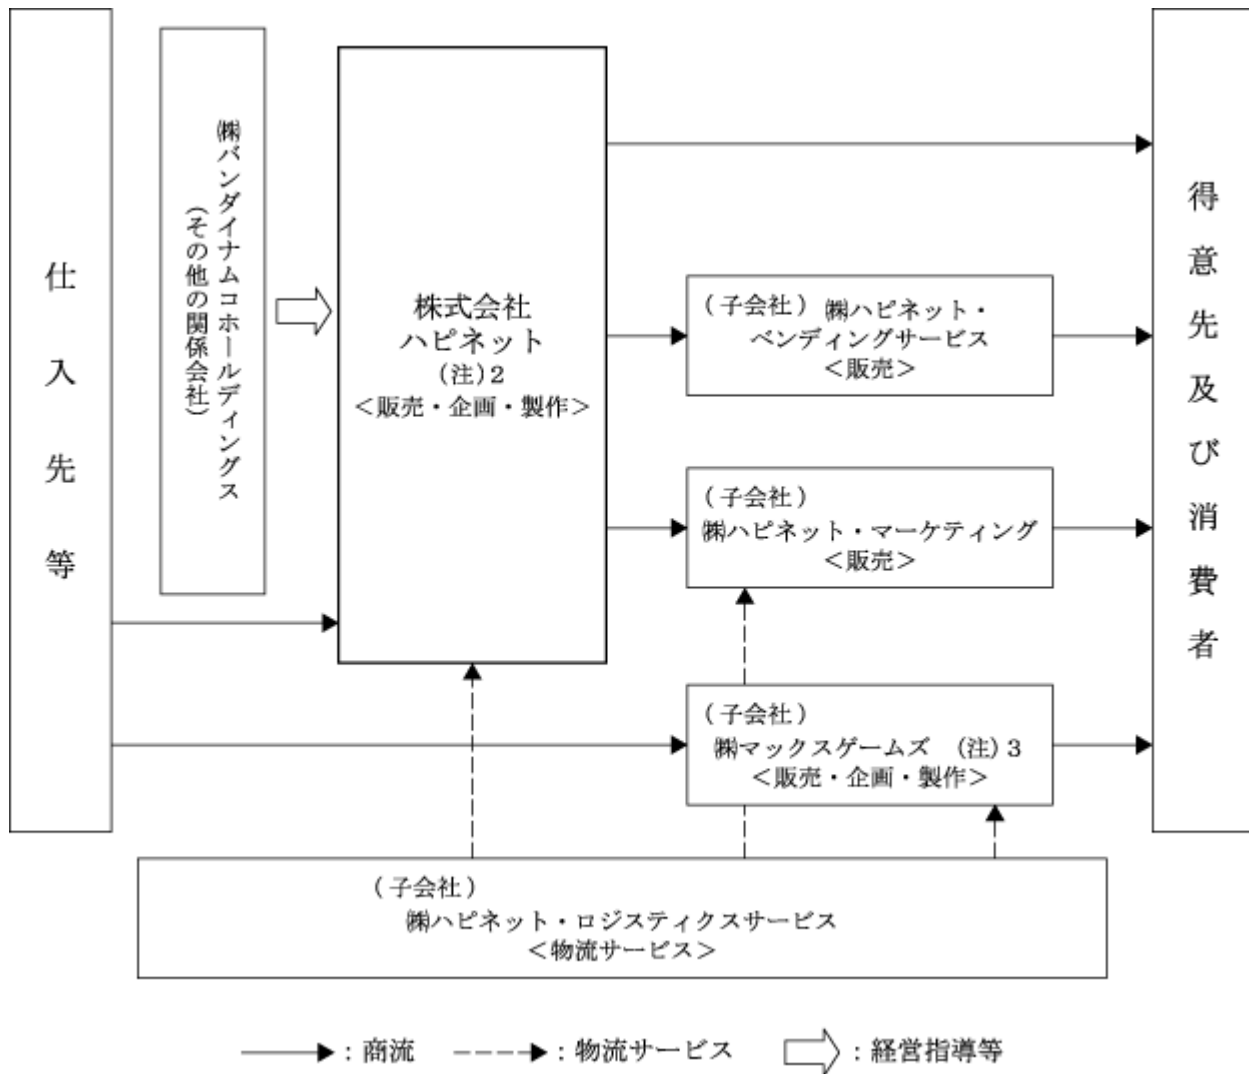 仕入先等
㈱バンダイナムコホールディングス
(その他の関係会社)
株式会社
ハピネット
(注)2
<販売・企画・製作>
(子会社) ㈱ハピネット・
ベンディングサービス
<販売>
(子会社)
㈱ハピネット・マーケティング
<販売>
(子会社)
㈱マックスゲームズ (注)3
<販売・企画・製作>
得意先及び消費者
(子会社)
㈱ハピネット・ロジスティクスサービス
<物流サービス>
:商流 :物流サービス :経営指導等